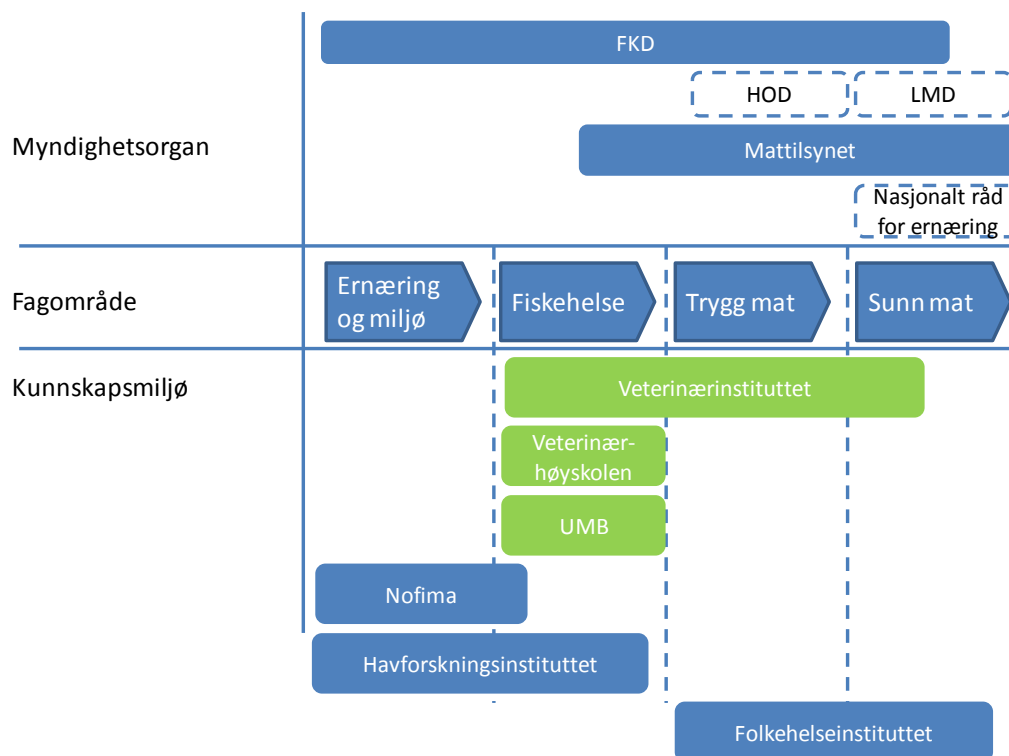 FKD
HOD
LMD
Myndighetsorgan
Mattilsynet
Nasjonalt råd
for ernæring
Fagområde
Ernæring
og miljø
Fiskehelse
Trygg mat
Sunn mat
Kunnskapsmiljø
Veterinærinstituttet
Veterinær-
høyskolen
UMB
Nofima
Havforskningsinstituttet
Folkehelseinstituttet